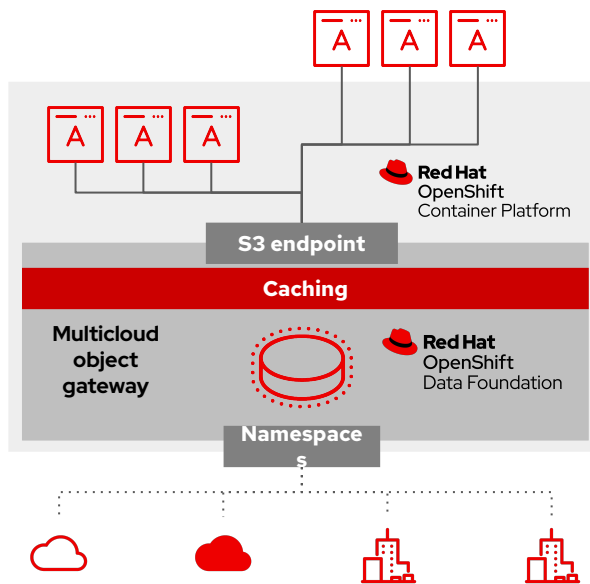 A A A
A A A
Red Hat
OpenShift
Container Platform
S3 endpoint
Caching
Multicloud
object
gateway
Red Hat
OpenShift
Data Foundation
Namespace
s